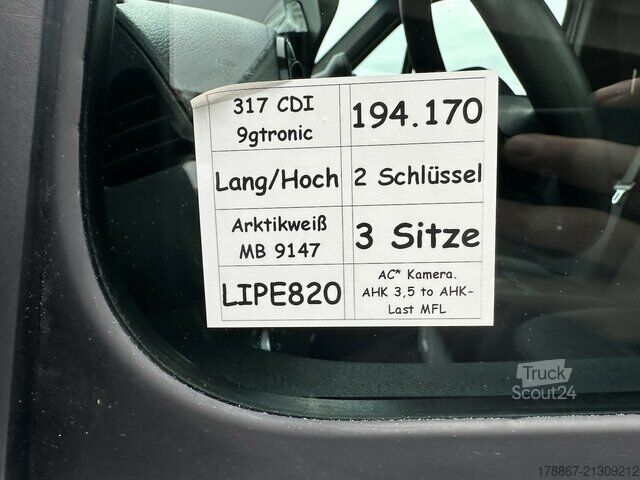 317 CDI
9gtronic
194.170
Lang/Hoch
2 Schlüssel
Arktikweiß
MB 9147
3 Sitze
LIPE820
AC* Kamera.
AHK 3,5 to AHK-
Last MFL
Truck
Scout24
178867-21309212